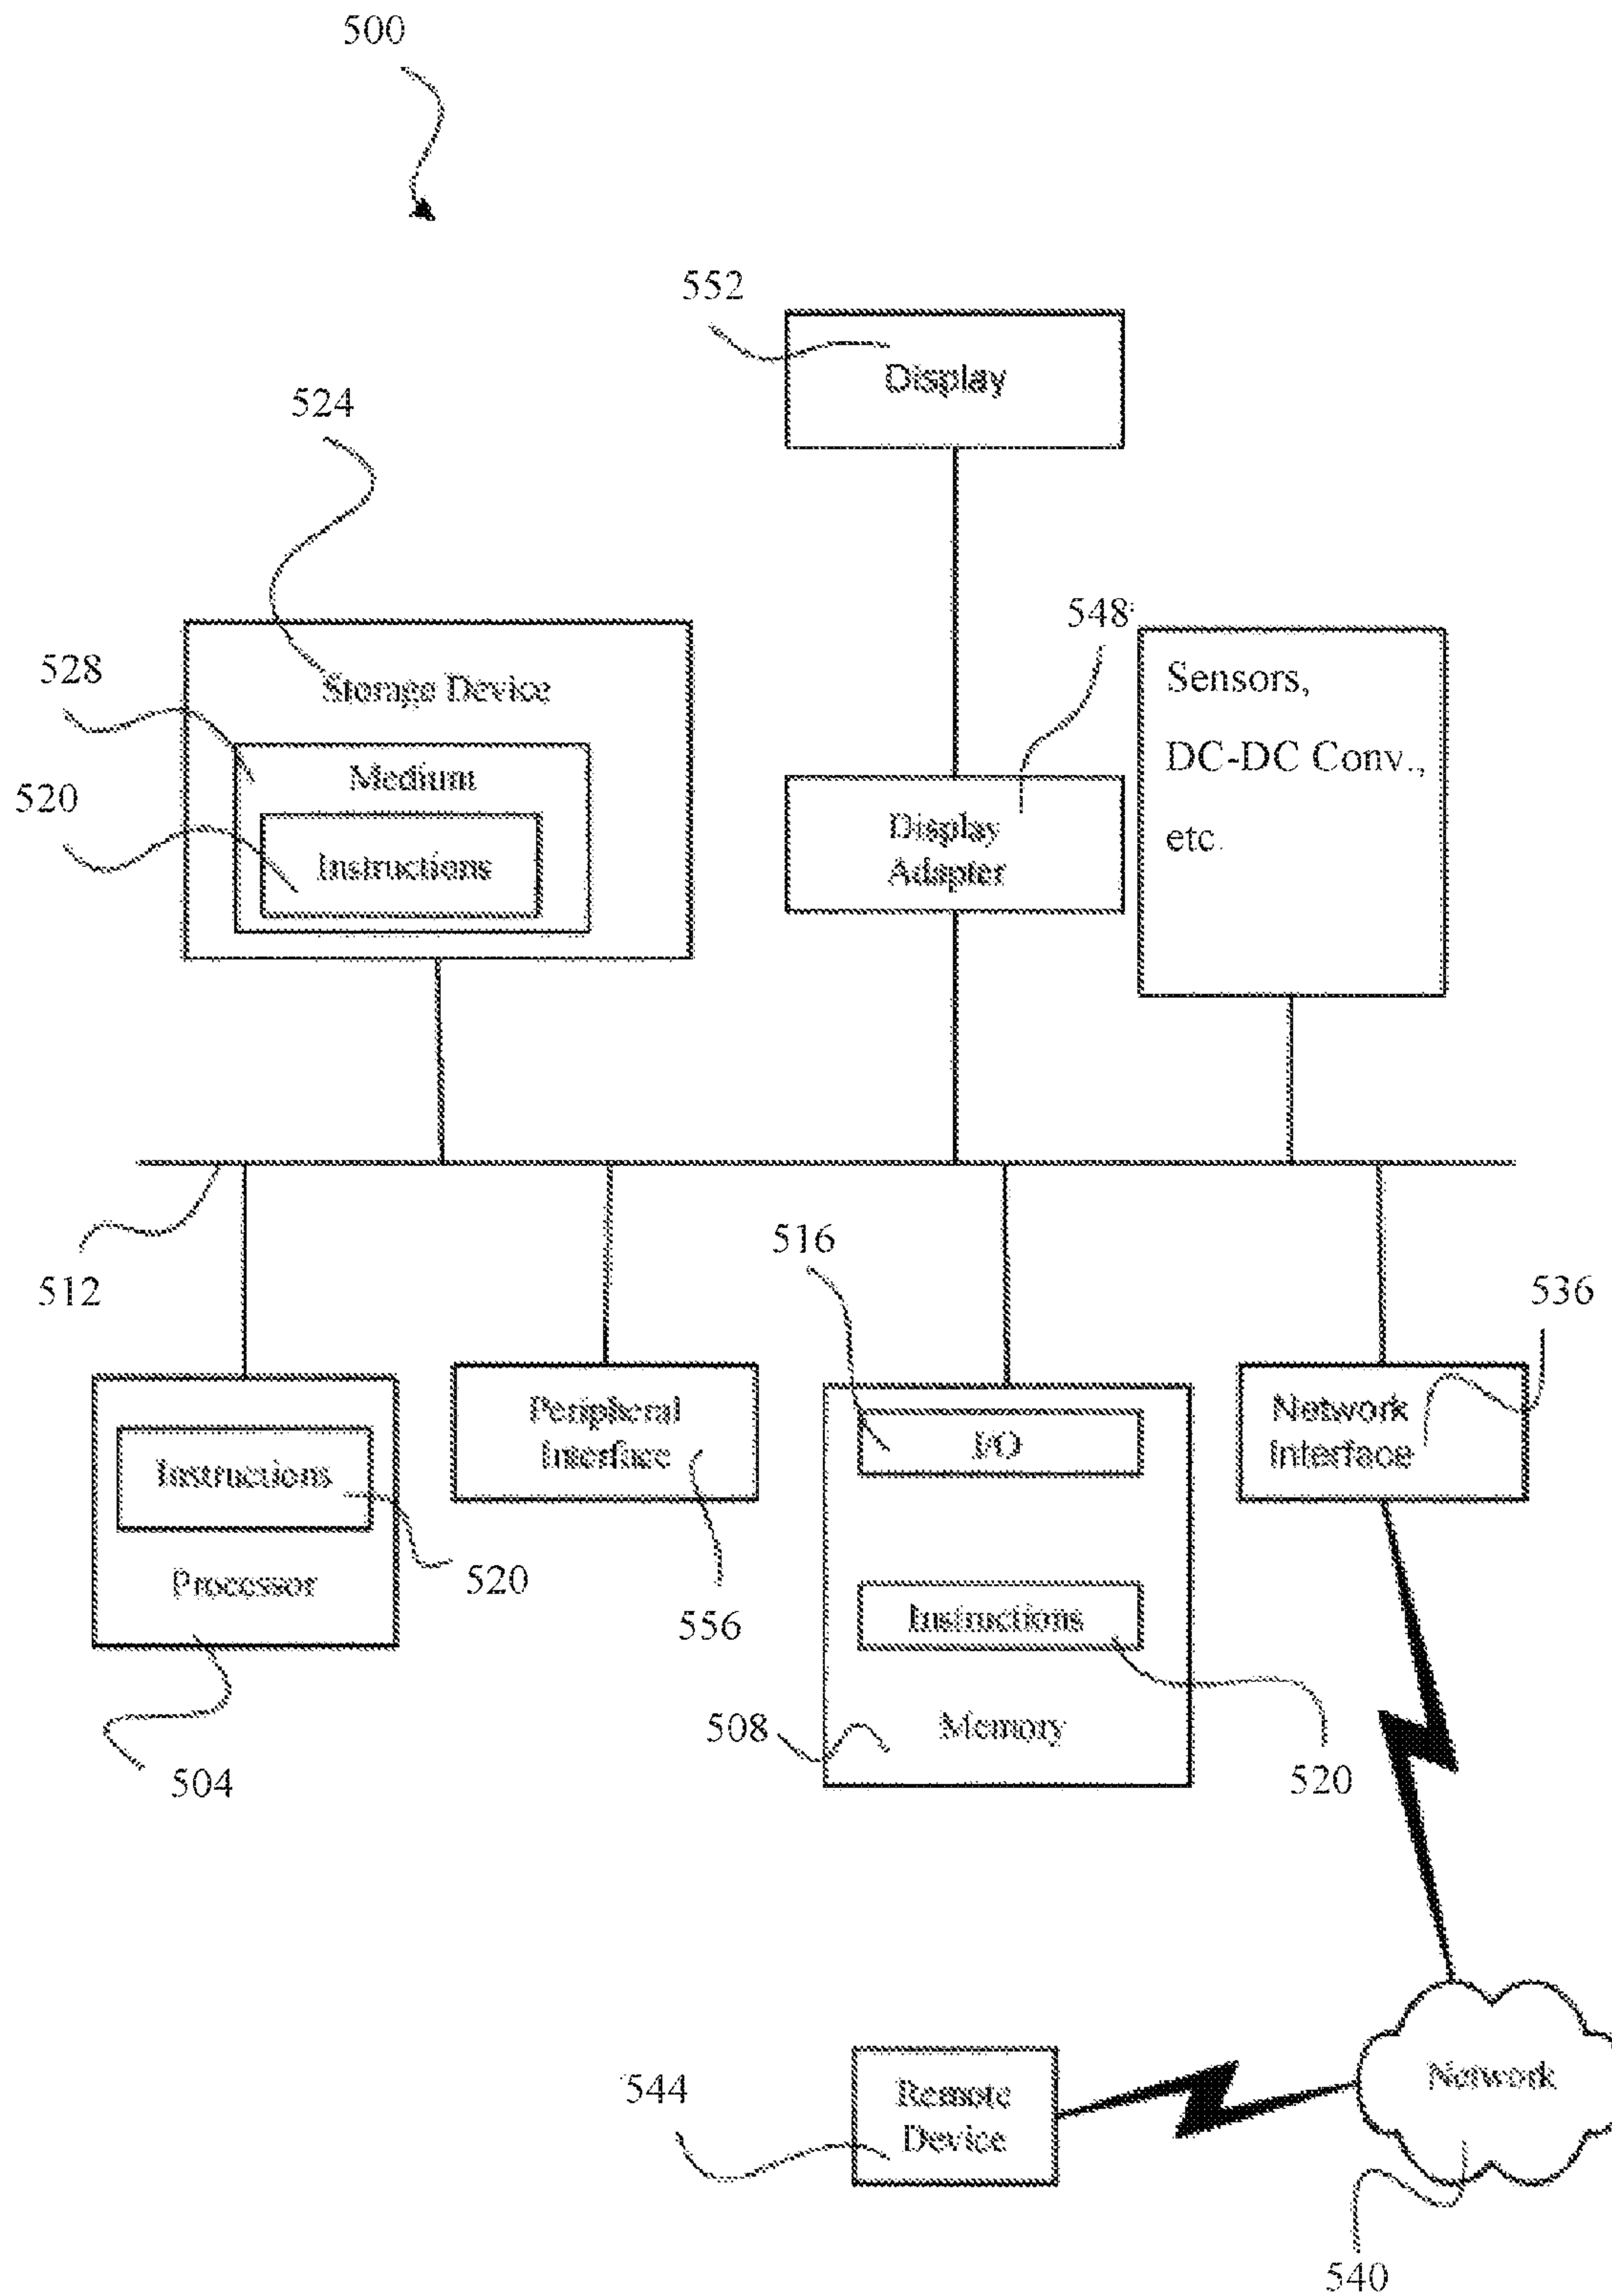 500
552
Display
524
548
Storage Device
528
Medium
520
Instructions
Display
Adapter
Sensors,
DC-DC Conv.,
etc.
512
516
536
Instructions
Processor
520
504
Peripheral
Interface
556
I/O
Instructions
Memory
508
520
Network
Interface
544
Remote
Device
Network
540